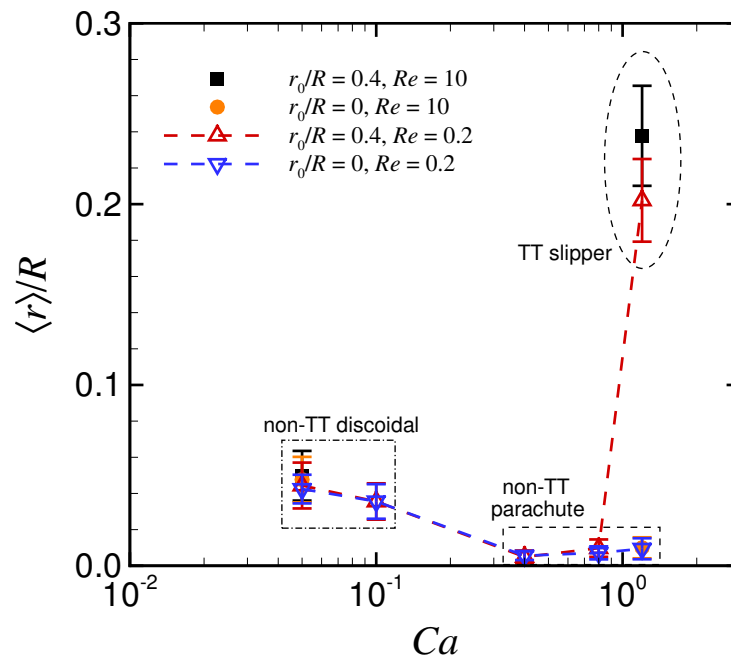 0.3
0.2
0.1
0.0
⟨r⟩/R
r₀/R = 0.4, Re = 10
r₀/R = 0, Re = 10
r₀/R = 0.4, Re = 0.2
r₀/R = 0, Re = 0.2
TT slipper
non-TT discoidal
non-TT
parachute
10⁻²
10⁻¹
10⁰
Ca